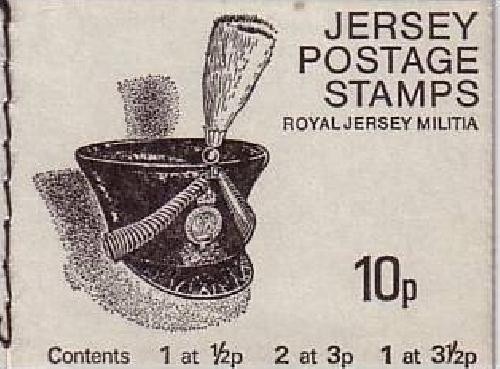 JERSEY
POSTAGE
STAMPS
ROYAL JERSEY MILITIA
10p
Contents 1 at ½p 2 at 3p 1 at 3½p